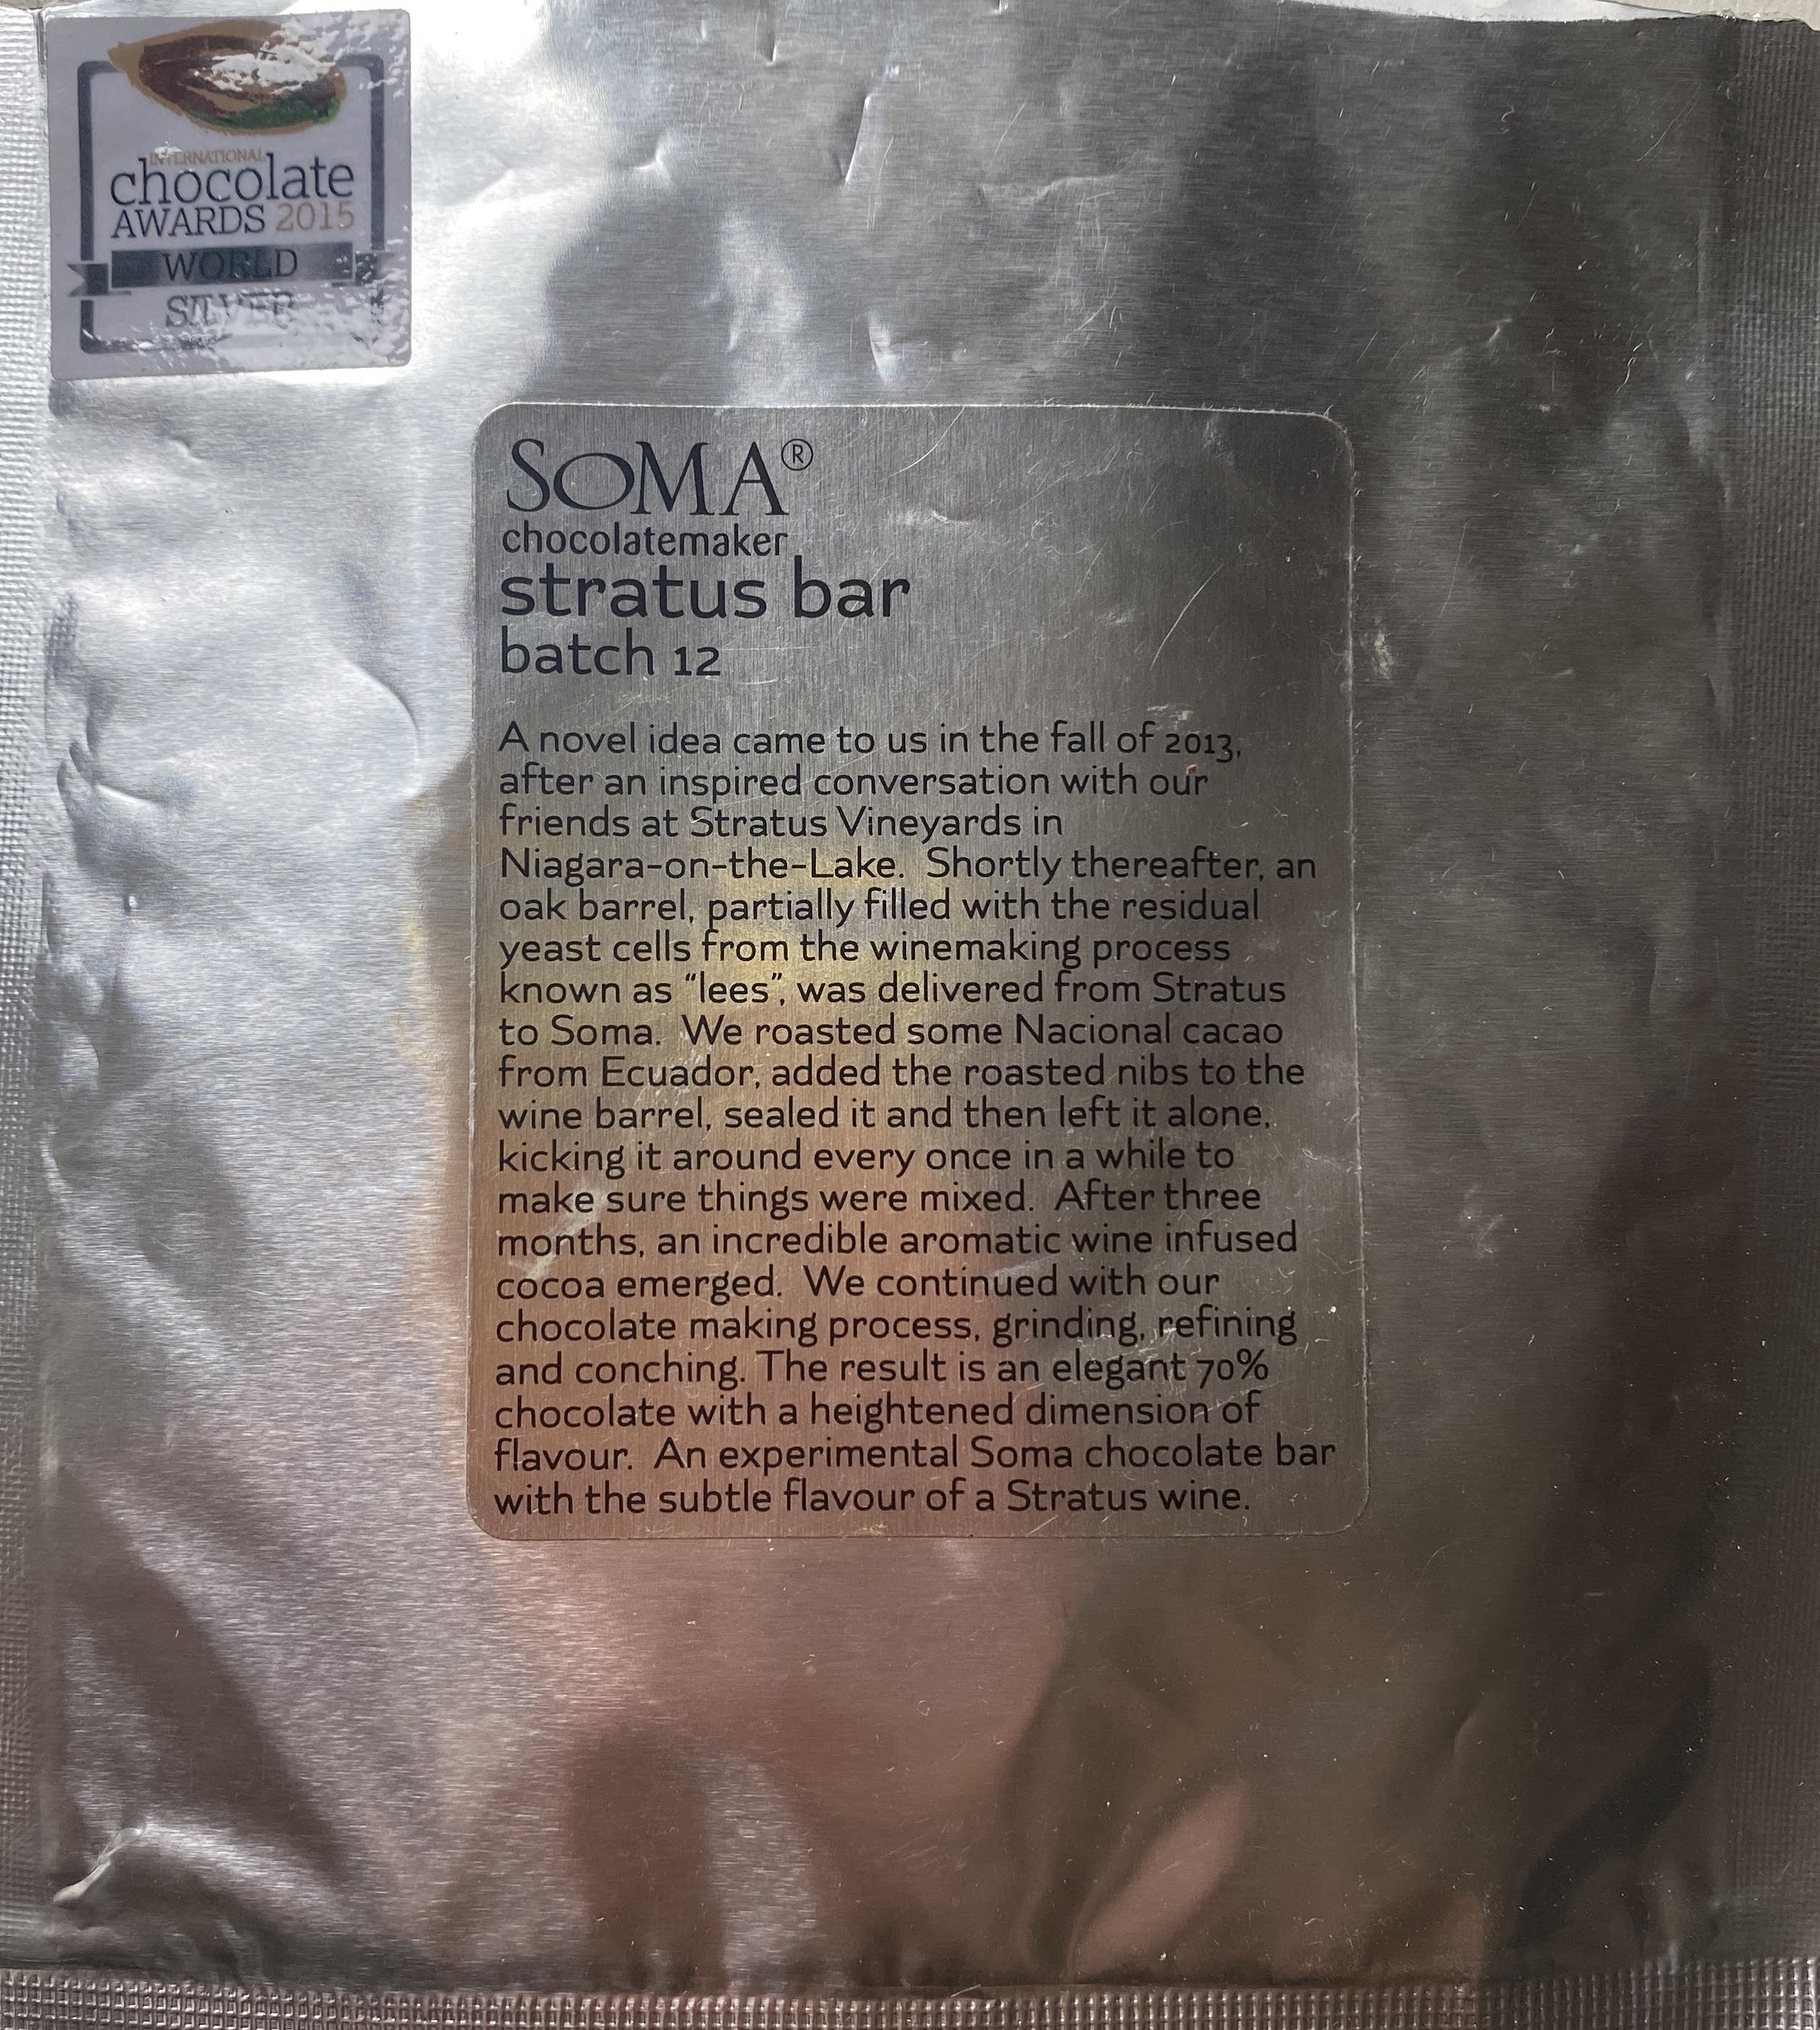 INTERNATIONAL
chocolate
AWARDS 2015
WORLD
SILVER
SOMA®
chocolatemaker
stratus bar
batch 12
A novel idea came to us in the fall of 2013,
after an inspired conversation with our
friends at Stratus Vineyards in
Niagara-on-the-Lake. Shortly thereafter, an
oak barrel, partially filled with the residual
yeast cells from the winemaking process
known as “lees”, was delivered from Stratus
to Soma. We roasted some Nacional cacao
from Ecuador, added the roasted nibs to the
wine barrel, sealed it and then left it alone,
kicking it around every once in a while to
make sure things were mixed. After three
months, an incredible aromatic wine infused
cocoa emerged. We continued with our
chocolate making process, grinding, refining
and conching. The result is an elegant 70%
chocolate with a heightened dimension of
flavour. An experimental Soma chocolate bar
with the subtle flavour of a Stratus wine.